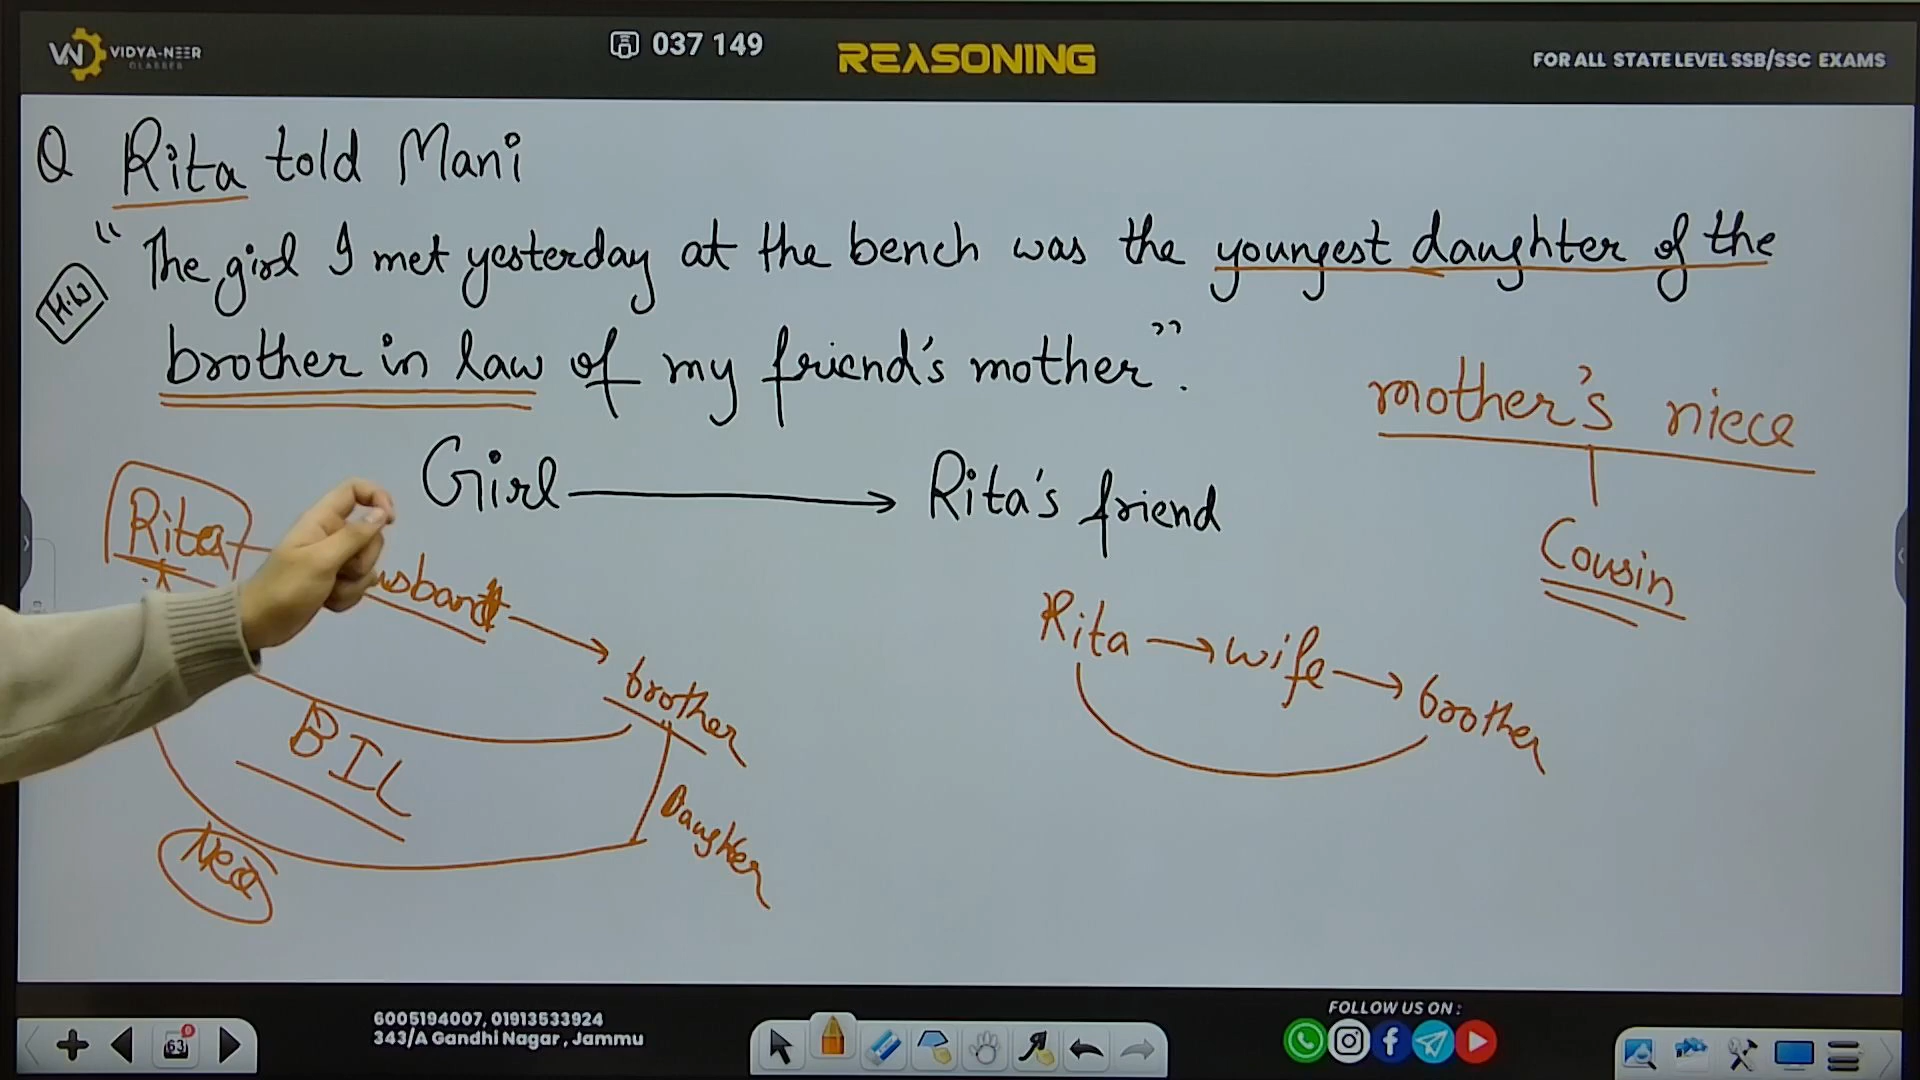 VIDYA-NEER
CLASSES
037 149
REASONING
FOR ALL STATE LEVEL SSB/SSC EXAMS
Q Rita told Mani
"The girl I met yesterday at the bench was the youngest daughter of the
H.W
brother in law of my friend's mother".
mother's niece
Girl → Rita's friend
Cousin
Rita
usband → brother
Rita → wife → brother
BIL
Daughter
FOLLOW US ON :
6005194007, 01913533924
343/A Gandhi Nagar, Jammu
63